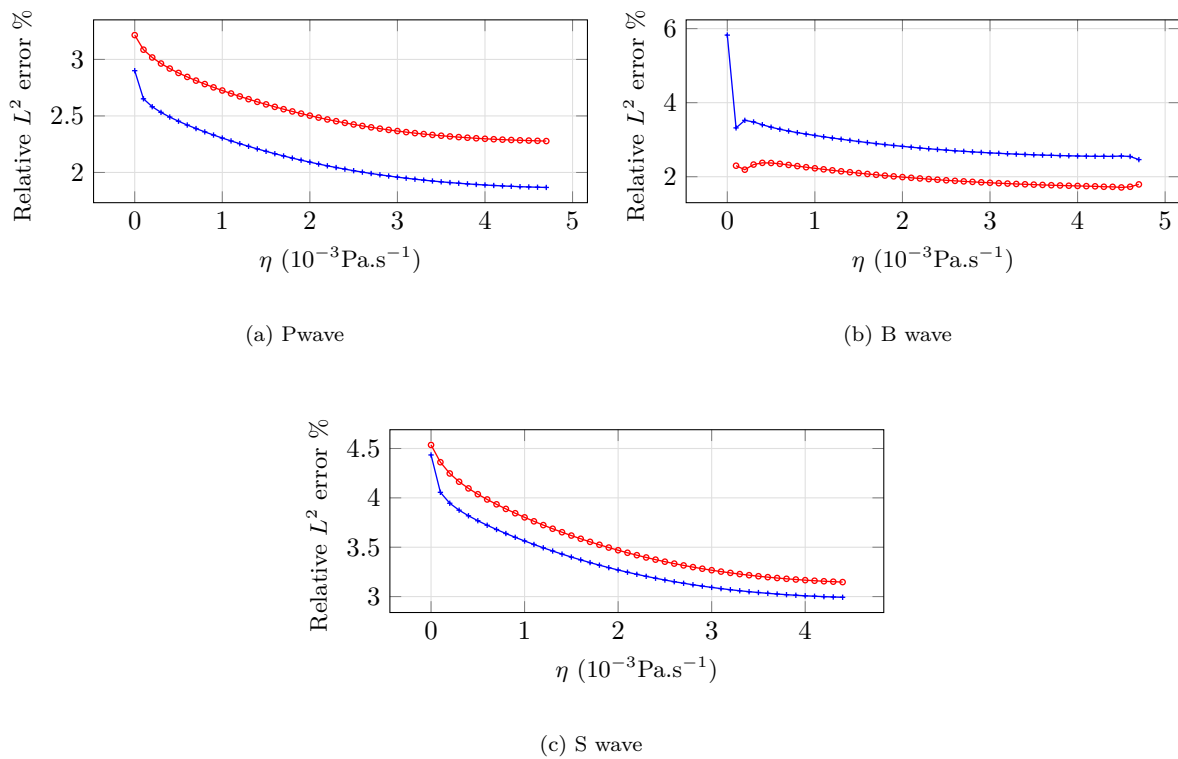 Relative L² error %
3
2.5
2
0 1 2 3 4 5
η (10⁻³Pa.s⁻¹)
(a) Pwave
Relative L² error %
6
4
2
0 1 2 3 4 5
η (10⁻³Pa.s⁻¹)
(b) B wave
Relative L² error %
4.5
4
3.5
3
0 1 2 3 4
η (10⁻³Pa.s⁻¹)
(c) S wave